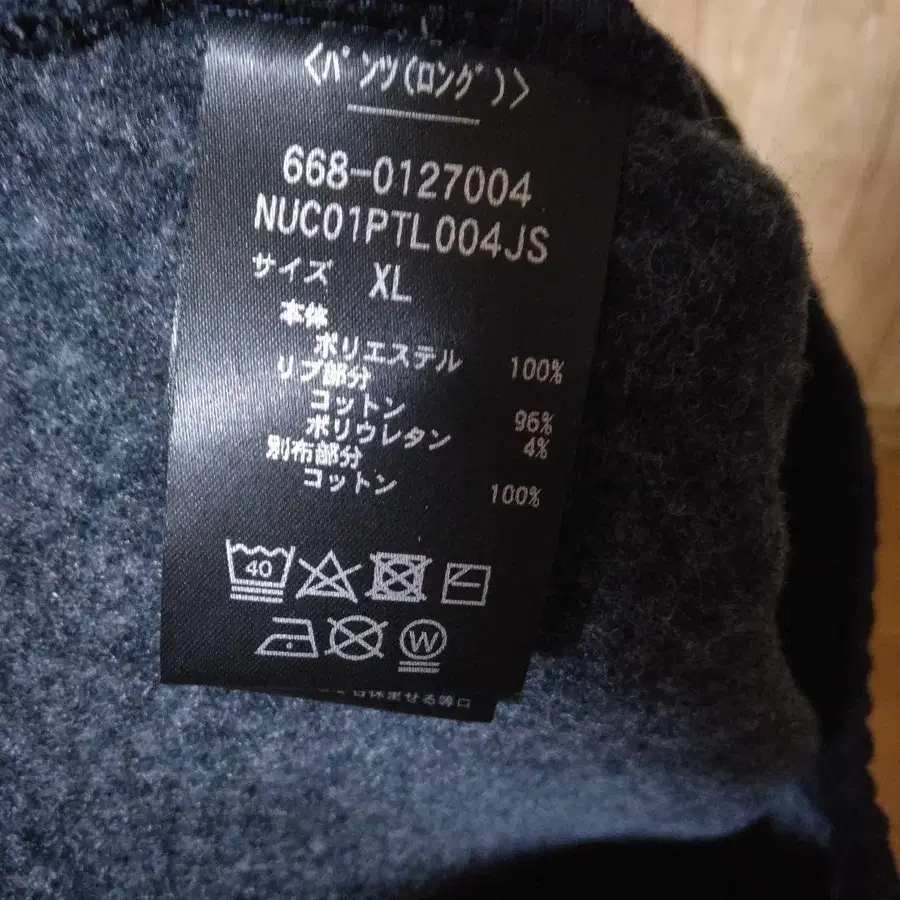 〈パンツ(ロング)〉
668-0127004
NUC01PTL004JS
サイズ XL
本体
ポリエステル 100%
リブ部分
コットン 96%
ポリウレタン 4%
別布部分
コットン 100%
40
W